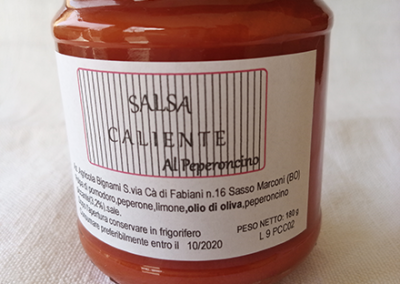 SALSA
CALIENTE
Al Peperoncino
Agricola Bignami S.via Cà di Fabiani n.16 Sasso Marconi (BO)
di pomodoro,peperone,limone,olio di oliva,peperoncino
(0,2%),sale.
l'apertura conservare in frigorifero
preferibilmente entro il 10/2020
PESO NETTO: 180 g
L 9 PCC02